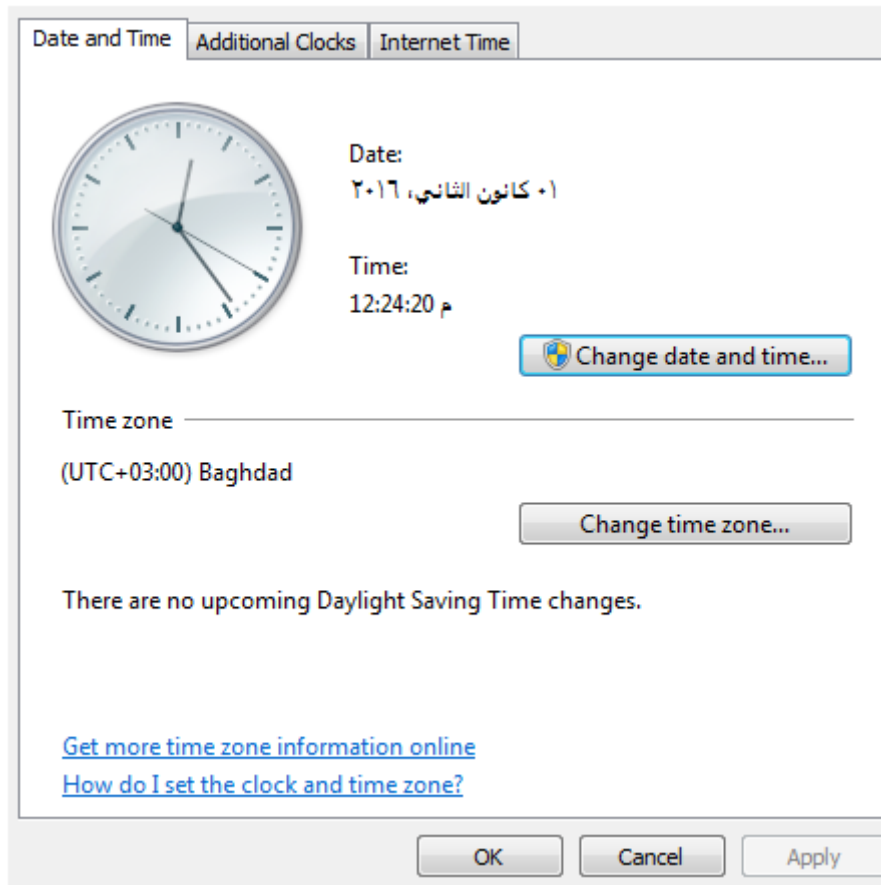 Date and Time
Additional Clocks
Internet Time
Date:
٠١ كانون الثاني، ٢٠١٦
Time:
12:24:20 م
Change date and time...
Time zone
(UTC+03:00) Baghdad
Change time zone...
There are no upcoming Daylight Saving Time changes.
Get more time zone information online
How do I set the clock and time zone?
OK
Cancel
Apply